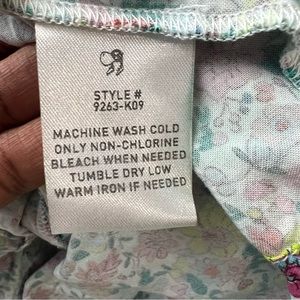 STYLE #
9263-K09
MACHINE WASH COLD
ONLY NON-CHLORINE
BLEACH WHEN NEEDED
TUMBLE DRY LOW
WARM IRON IF NEEDED